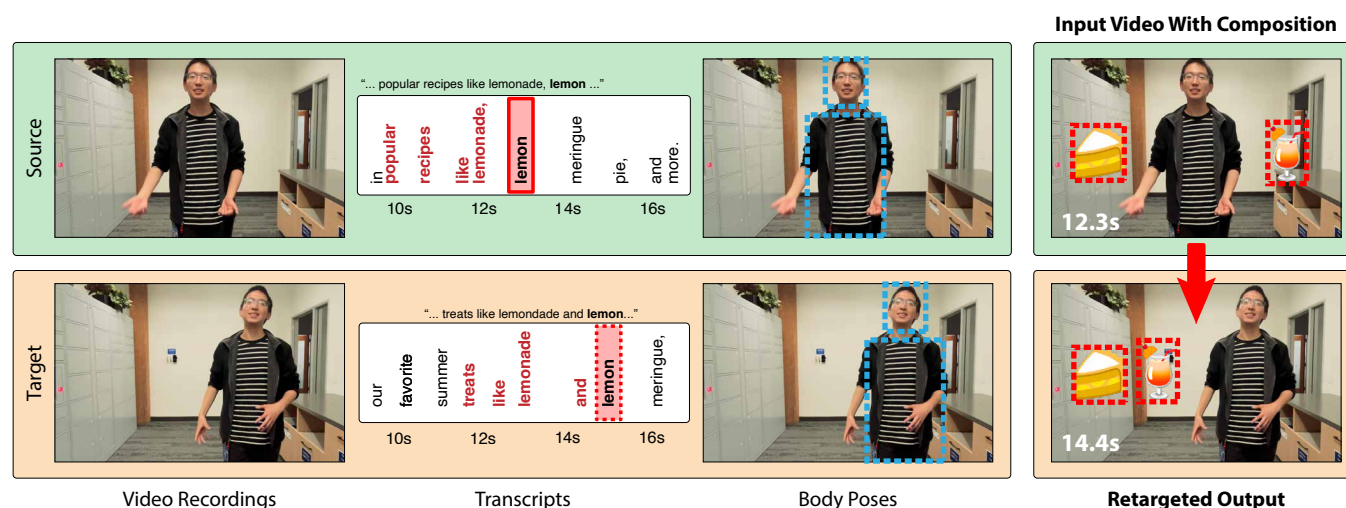 Input Video With Composition
Source
“... popular recipes like lemonade, lemon ...”
in
popular
recipes
like
lemonade,
lemon
meringue
pie,
and
more.
10s 12s 14s 16s
12.3s
Target
“... treats like lemondade and lemon...”
our
favorite
summer
treats
like
lemonade
and
lemon
meringue,
10s 12s 14s 16s
14.4s
Video Recordings Transcripts Body Poses Retargeted Output